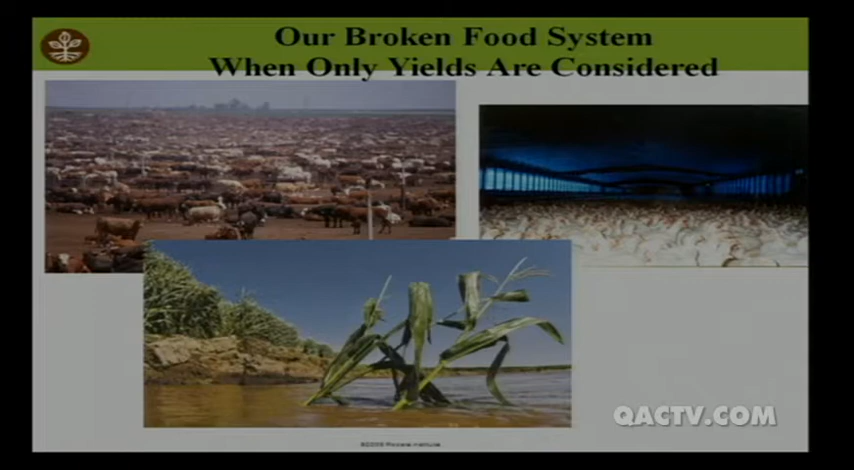 Our Broken Food System
When Only Yields Are Considered
QACTV.COM